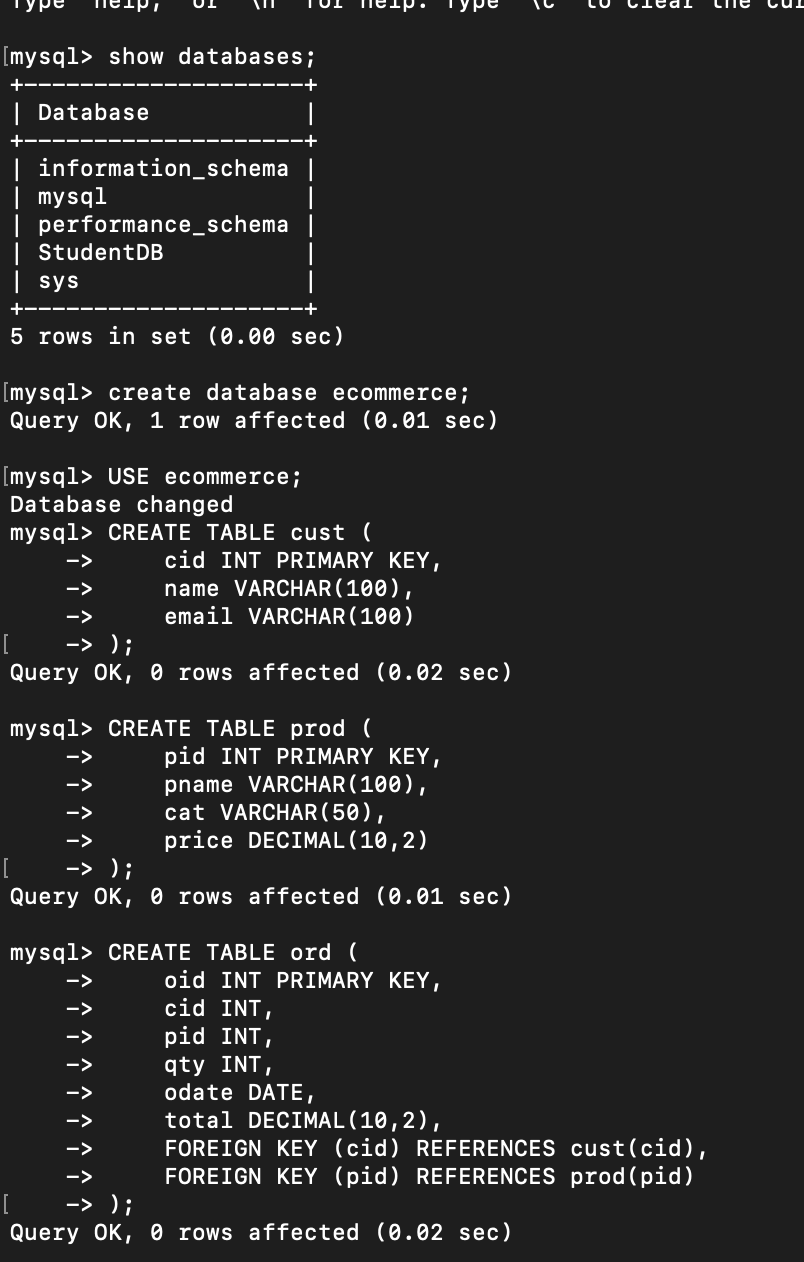 Type 'help;' or '\h' for help. Type '\c' to clear the cur
[mysql> show databases;
+--------------------+
| Database           |
+--------------------+
| information_schema |
| mysql              |
| performance_schema |
| StudentDB          |
| sys                |
+--------------------+
5 rows in set (0.00 sec)
[mysql> create database ecommerce;
Query OK, 1 row affected (0.01 sec)
[mysql> USE ecommerce;
Database changed
mysql> CREATE TABLE cust (
    ->     cid INT PRIMARY KEY,
    ->     name VARCHAR(100),
    ->     email VARCHAR(100)
[    -> );
Query OK, 0 rows affected (0.02 sec)
mysql> CREATE TABLE prod (
    ->     pid INT PRIMARY KEY,
    ->     pname VARCHAR(100),
    ->     cat VARCHAR(50),
    ->     price DECIMAL(10,2)
[    -> );
Query OK, 0 rows affected (0.01 sec)
mysql> CREATE TABLE ord (
    ->     oid INT PRIMARY KEY,
    ->     cid INT,
    ->     pid INT,
    ->     qty INT,
    ->     odate DATE,
    ->     total DECIMAL(10,2),
    ->     FOREIGN KEY (cid) REFERENCES cust(cid),
    ->     FOREIGN KEY (pid) REFERENCES prod(pid)
[    -> );
Query OK, 0 rows affected (0.02 sec)